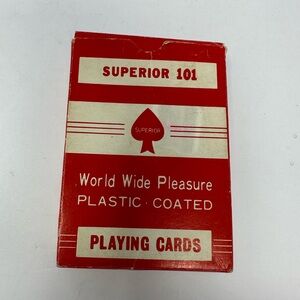 SUPERIOR 101
SUPERIOR
World Wide Pleasure
PLASTIC · COATED
PLAYING CARDS